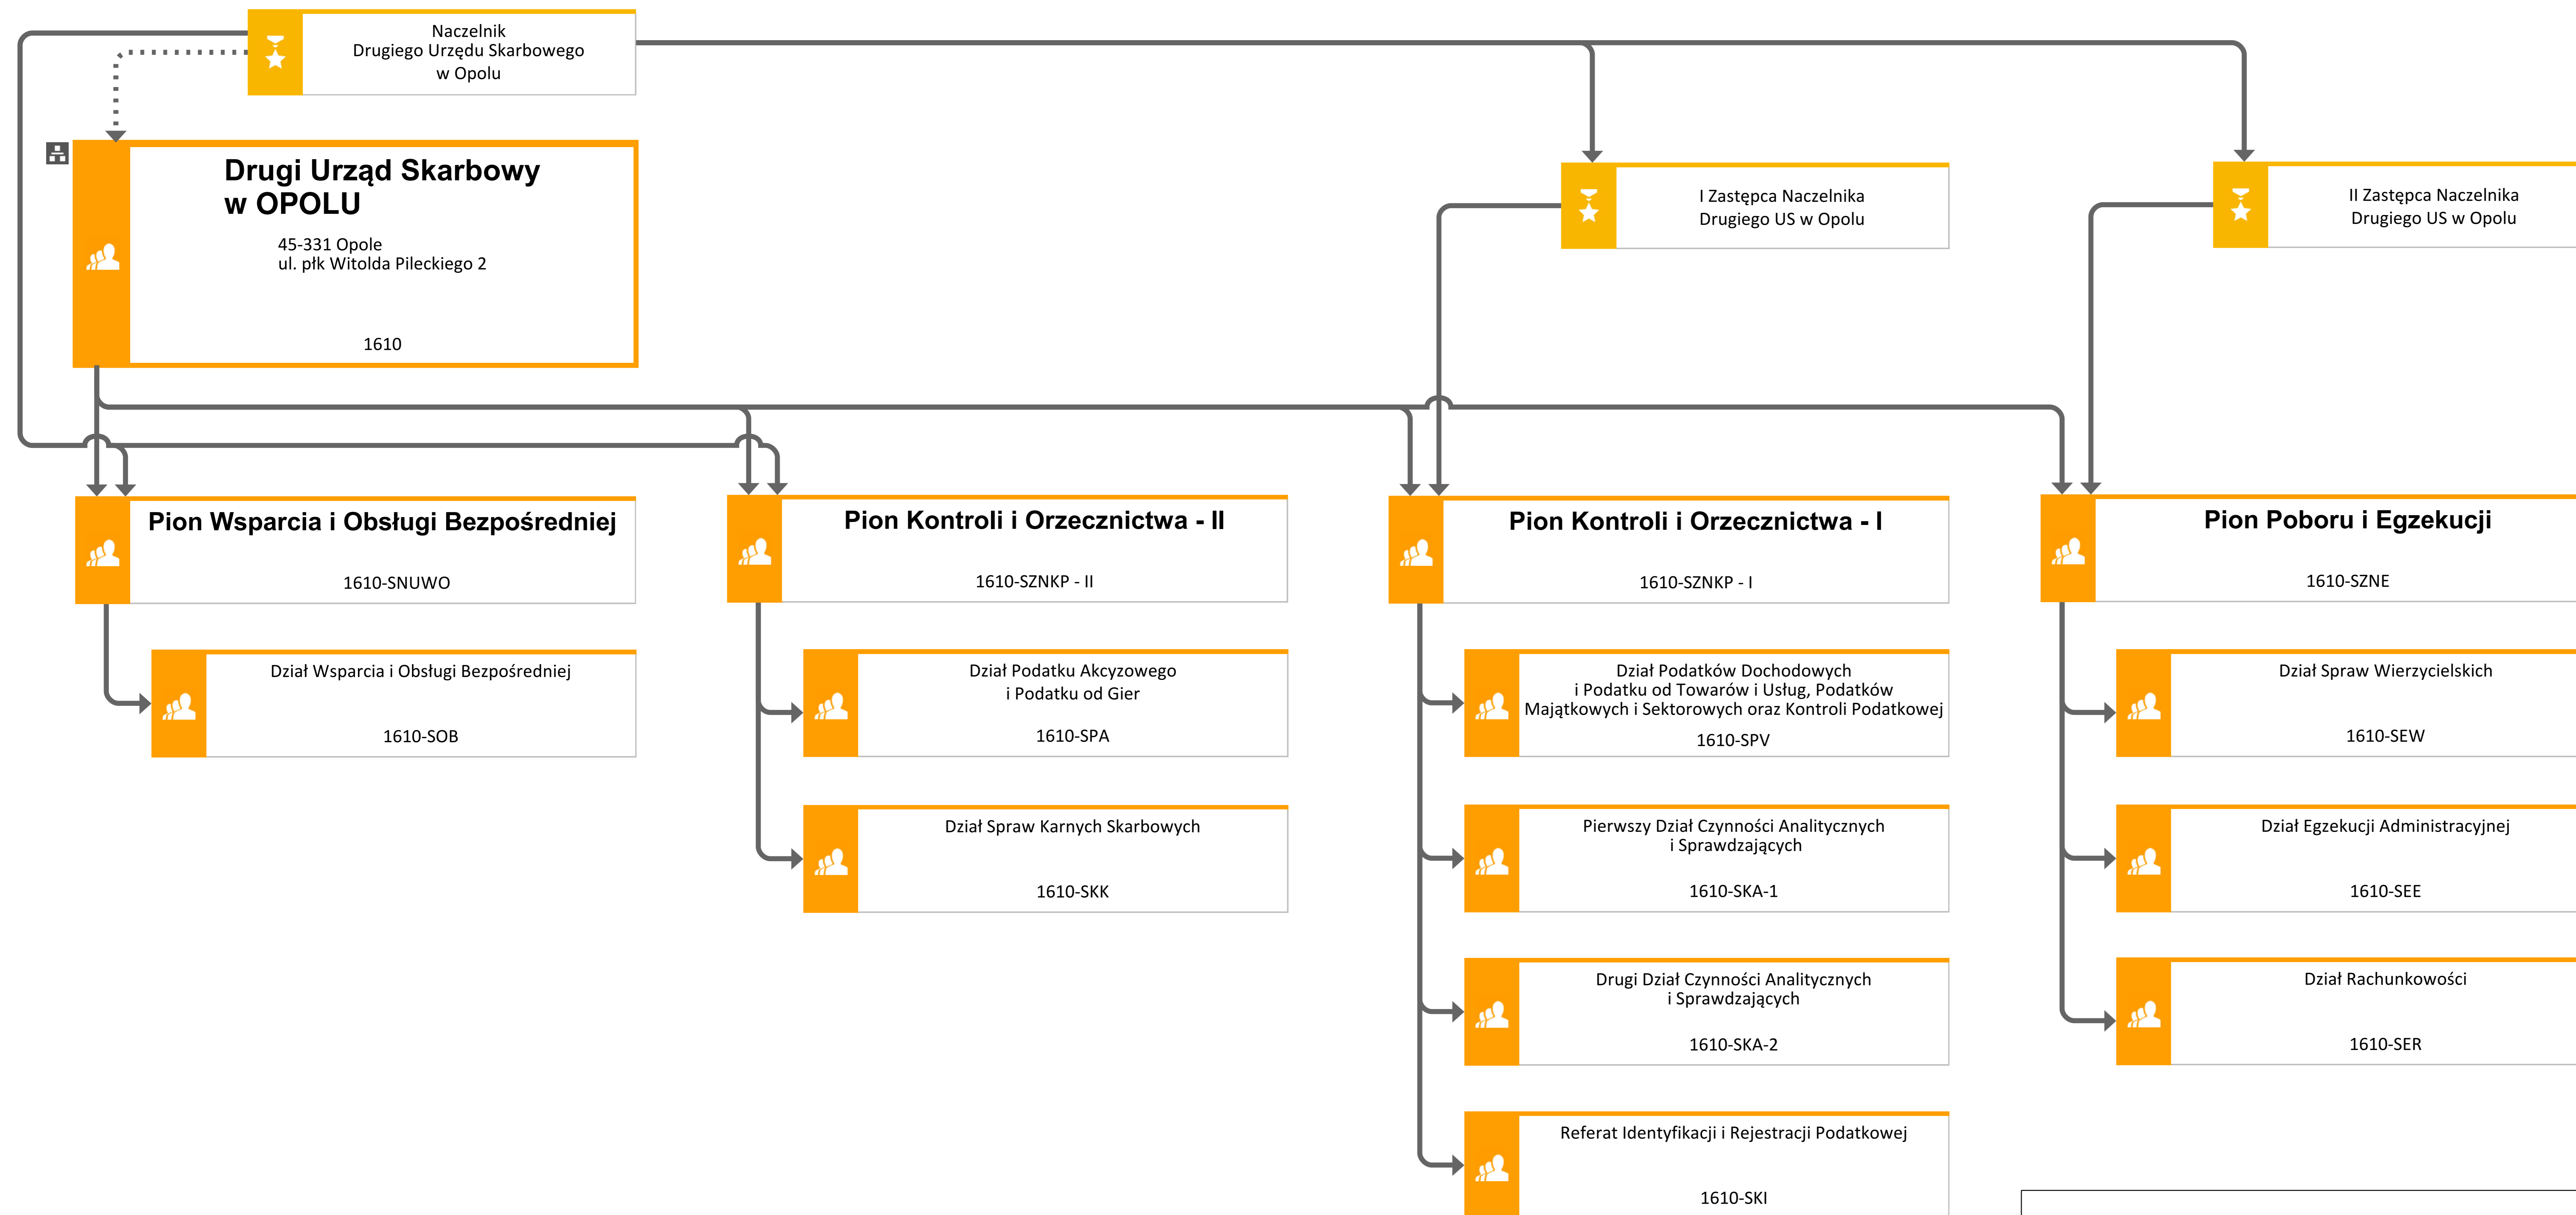 Naczelnik
Drugiego Urzędu Skarbowego
w Opolu
Drugi Urząd Skarbowy
w OPOLU
45-331 Opole
ul. płk Witolda Pileckiego 2
1610
I Zastępca Naczelnika
Drugiego US w Opolu
II Zastępca Naczelnika
Drugiego US w Opolu
Pion Wsparcia i Obsługi Bezpośredniej
1610-SNUWO
Dział Wsparcia i Obsługi Bezpośredniej
1610-SOB
Pion Kontroli i Orzecznictwa - II
1610-SZNKP - II
Dział Podatku Akcyzowego
i Podatku od Gier
1610-SPA
Dział Spraw Karnych Skarbowych
1610-SKK
Pion Kontroli i Orzecznictwa - I
1610-SZNKP - I
Dział Podatków Dochodowych
i Podatku od Towarów i Usług, Podatków
Majątkowych i Sektorowych oraz Kontroli Podatkowej
1610-SPV
Pierwszy Dział Czynności Analitycznych
i Sprawdzających
1610-SKA-1
Drugi Dział Czynności Analitycznych
i Sprawdzających
1610-SKA-2
Referat Identyfikacji i Rejestracji Podatkowej
1610-SKI
Pion Poboru i Egzekucji
1610-SZNE
Dział Spraw Wierzycielskich
1610-SEW
Dział Egzekucji Administracyjnej
1610-SEE
Dział Rachunkowości
1610-SER